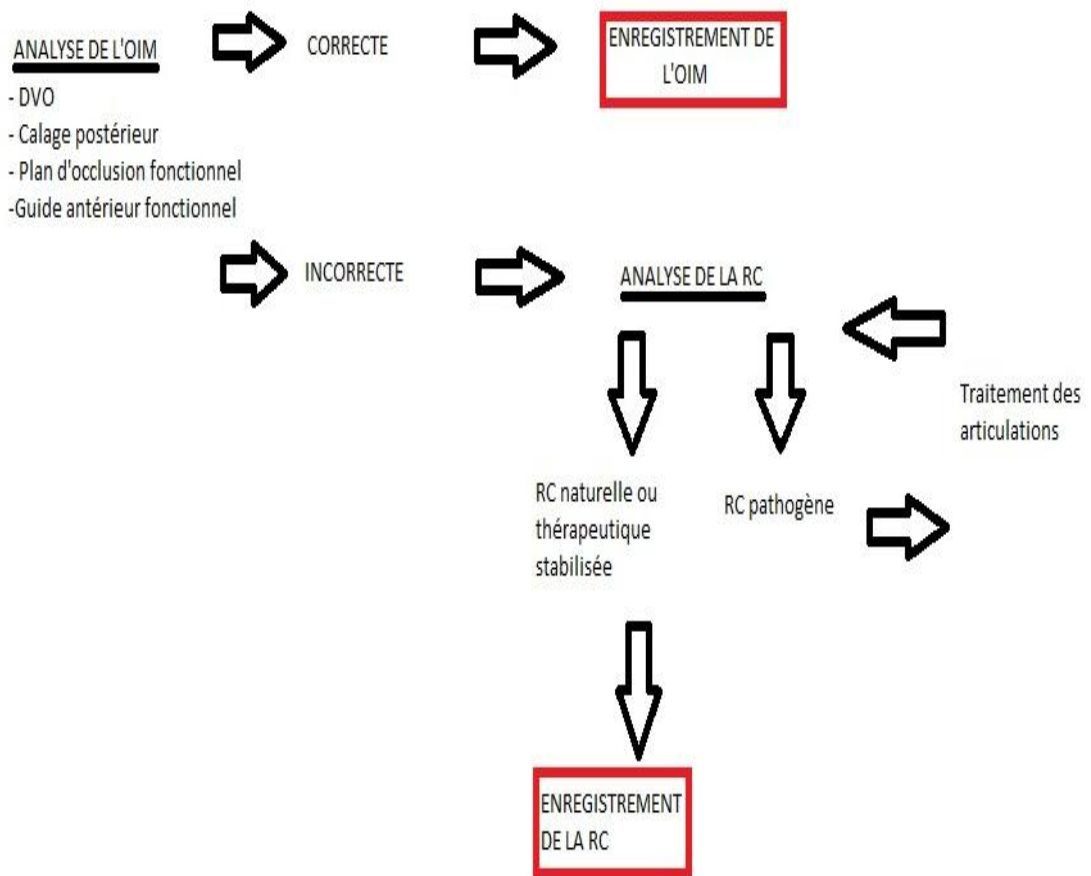 ANALYSE DE L'OIM
- DVO
- Calage postérieur
- Plan d'occlusion fonctionnel
-Guide antérieur fonctionnel
CORRECTE
ENREGISTREMENT DE
L'OIM
INCORRECTE
ANALYSE DE LA RC
Traitement des
articulations
RC naturelle ou
thérapeutique
stabilisée
RC pathogène
ENREGISTREMENT
DE LA RC